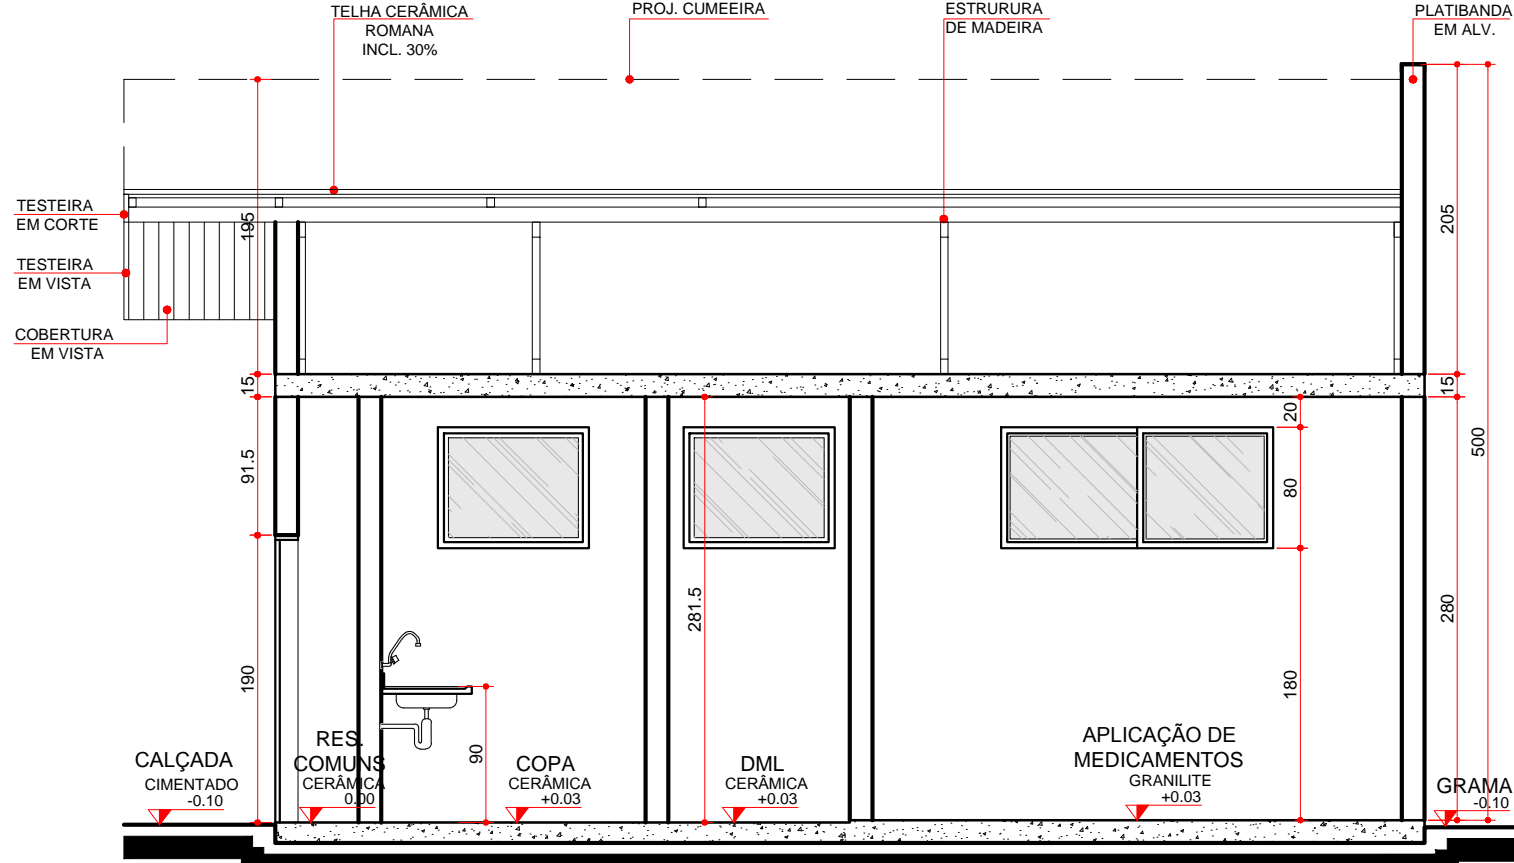 TELHA CERÂMICA
ROMANA
INCL. 30%
PROJ. CUMEEIRA
ESTRURURA
DE MADEIRA
PLATIBANDA
EM ALV.
TESTEIRA
EM CORTE
TESTEIRA
EM VISTA
COBERTURA
EM VISTA
195
205
15
15
500
91.5
20
80
281.5
280
190
90
180
CALÇADA
CIMENTADO
-0.10
RES.
COMUNS
CERÂMICA
0.00
COPA
CERÂMICA
+0.03
DML
CERÂMICA
+0.03
APLICAÇÃO DE
MEDICAMENTOS
GRANILITE
+0.03
GRAMA
-0.10